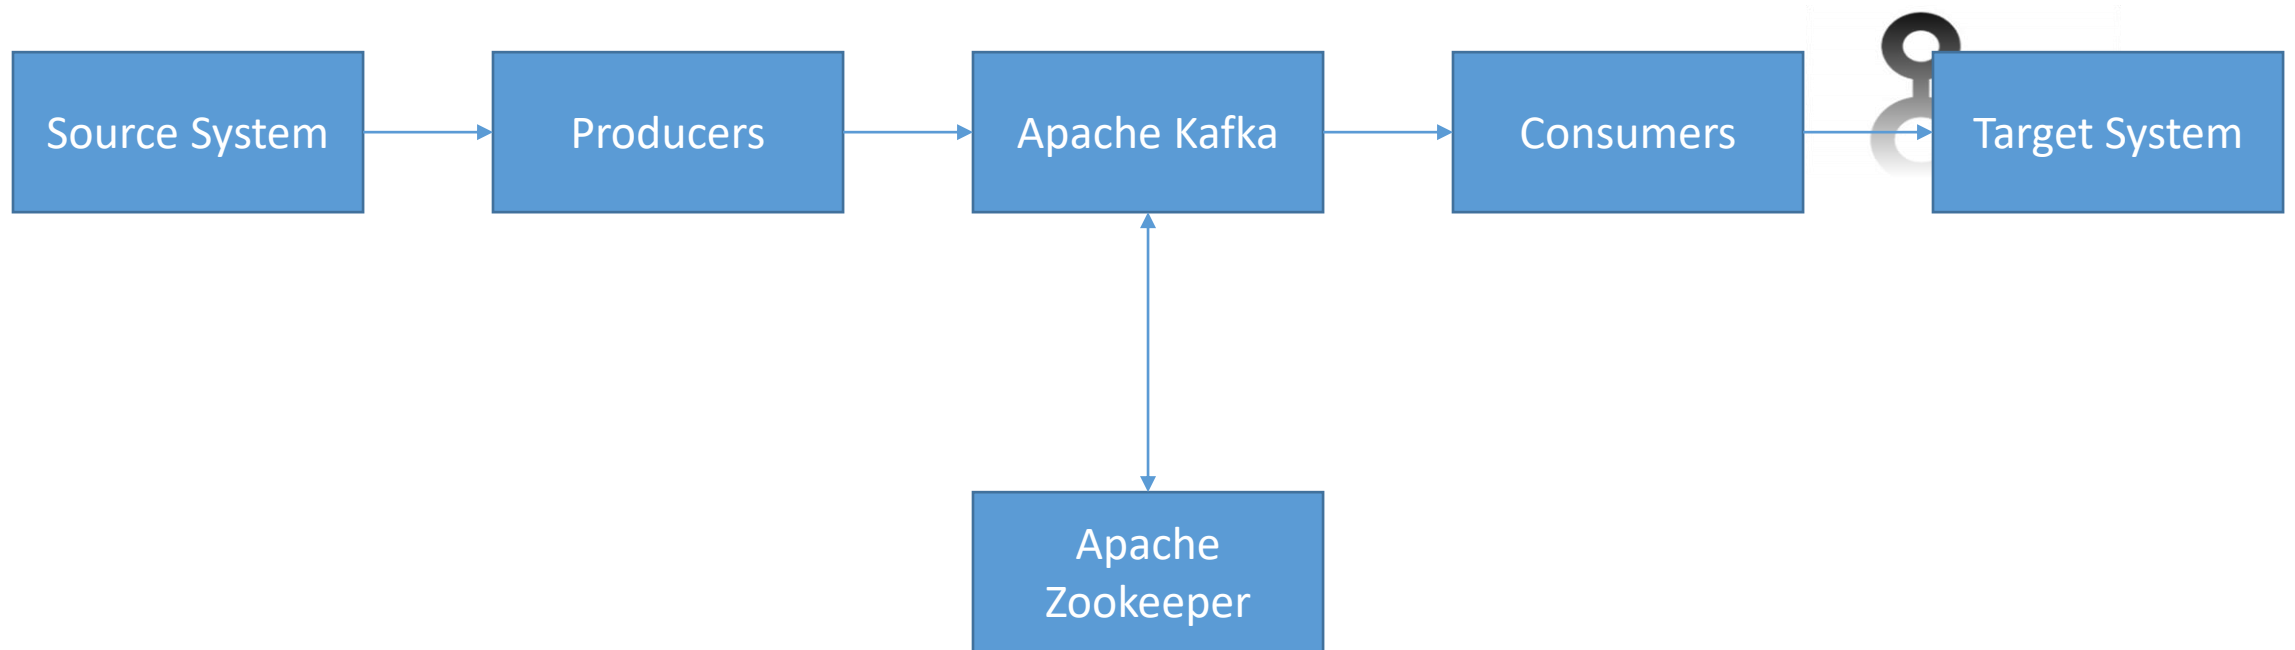 Source System
Producers
Apache Kafka
Consumers
Target System
Apache
Zookeeper